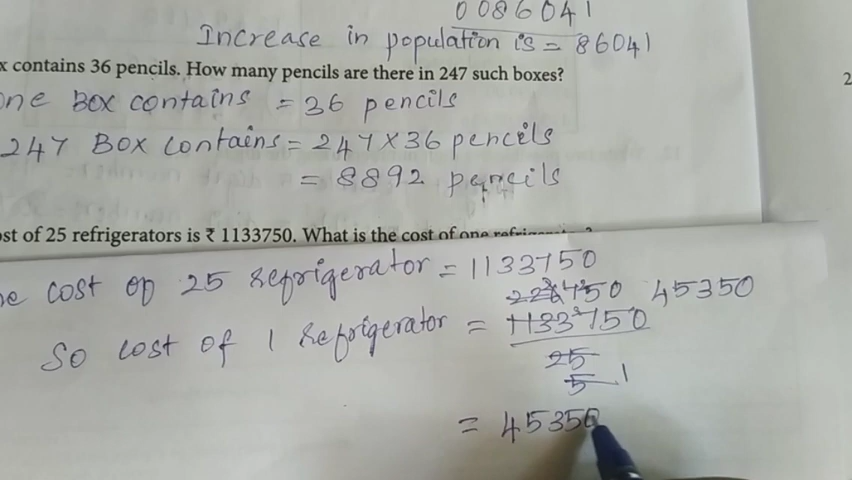 0086041
Increase in population is = 86041
x contains 36 pencils. How many pencils are there in 247 such boxes?
2
One Box contains = 36 pencils
247 Box contains = 247 x 36 pencils
= 8892 pencils
ost of 25 refrigerators is ₹ 1133750. What is the cost of one
e cost of 25 refrigerator = 1133750
45350
So cost of 1 Refrigerator = 1133750
25
5 1
= 45350